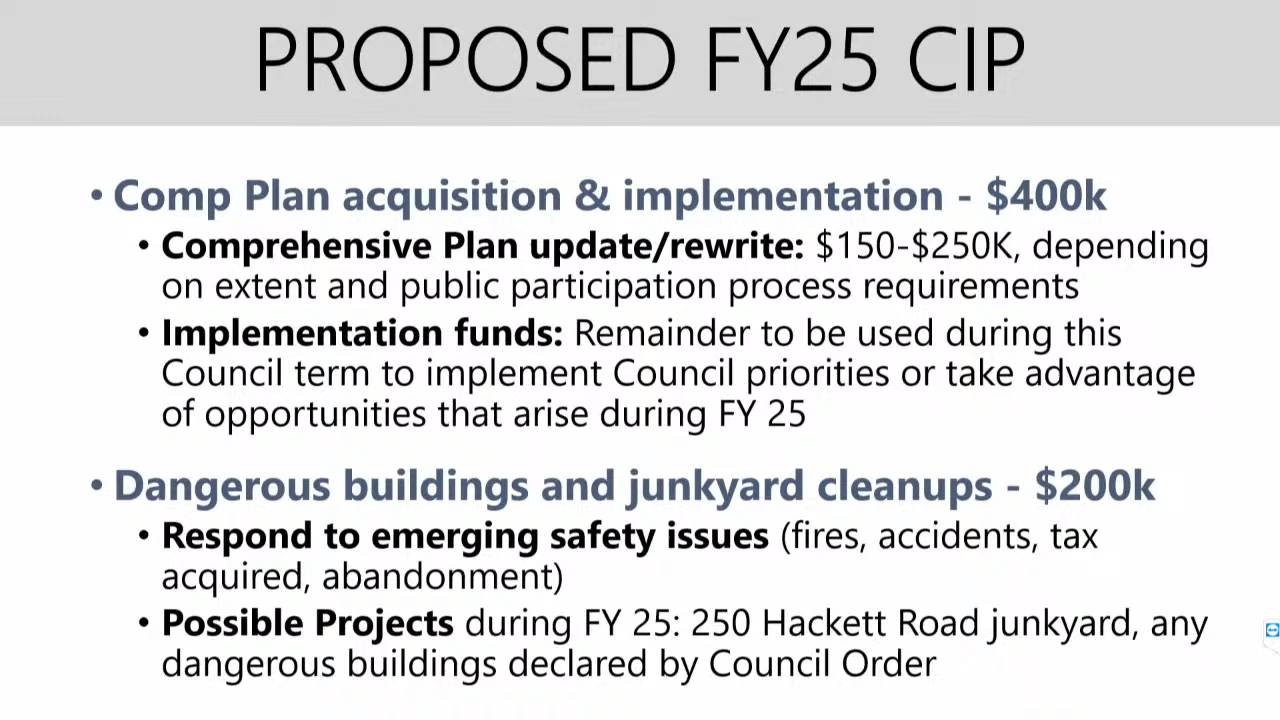 PROPOSED FY25 CIP
• Comp Plan acquisition & implementation - $400k
• Comprehensive Plan update/rewrite: $150-$250K, depending
on extent and public participation process requirements
• Implementation funds: Remainder to be used during this
Council term to implement Council priorities or take advantage
of opportunities that arise during FY 25
• Dangerous buildings and junkyard cleanups - $200k
• Respond to emerging safety issues (fires, accidents, tax
acquired, abandonment)
• Possible Projects during FY 25: 250 Hackett Road junkyard, any
dangerous buildings declared by Council Order